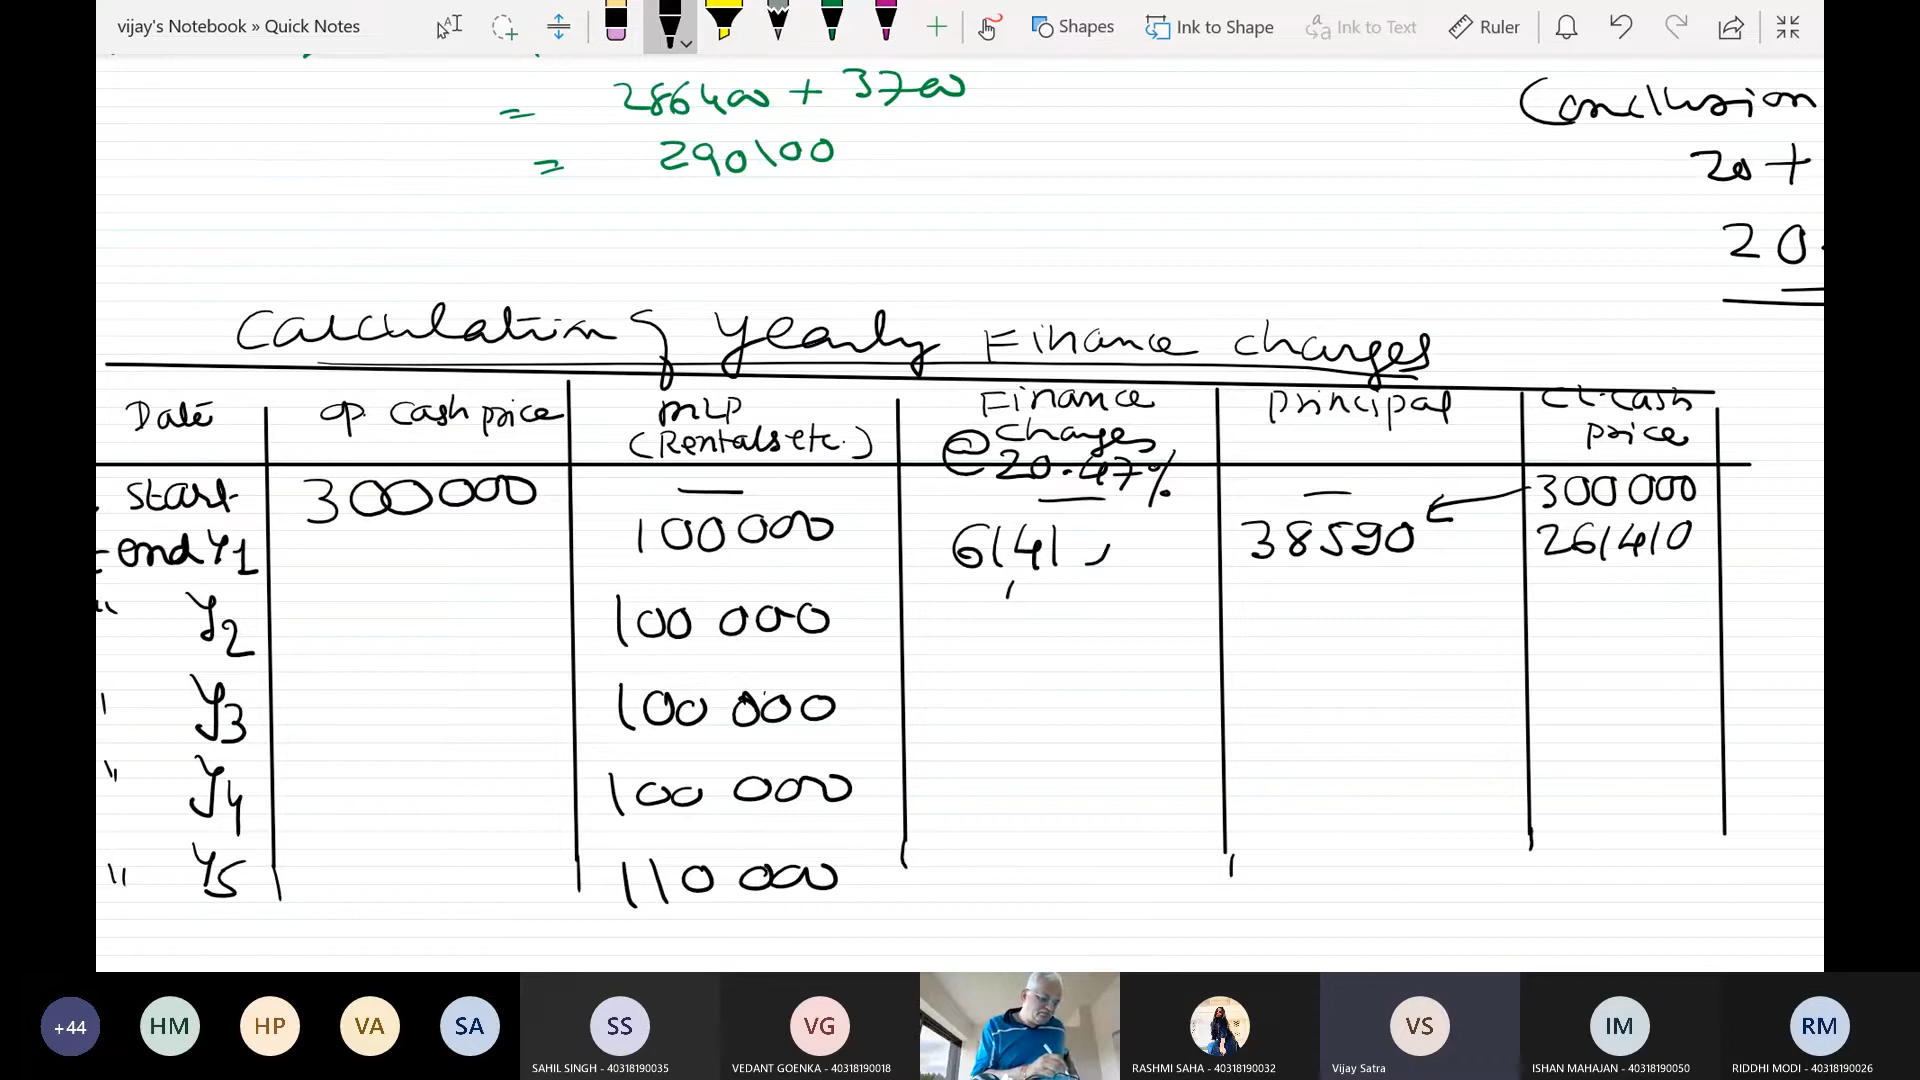 vijay's Notebook » Quick Notes
Shapes
Ink to Shape
Ink to Text
Ruler
= 286400 + 3700
= 290100
Conclusion
20 +
20.
Calculation of yearly Finance charges
Date
op cash price
MLP
(Rentals etc.)
Finance
charges
@ 20.47%
principal
cl. cash
price
start 300000 — — — 300000
end Y1 100000 6141 38590 261410
" Y2 100 000
" Y3 100 000
" Y4 100 000
" Y5 110 000
+44
HM
HP
VA
SA
SS
SAHIL SINGH - 40318190035
VG
VEDANT GOENKA - 40318190018
RASHMI SAHA - 40318190032
VS
Vijay Satra
IM
ISHAN MAHAJAN - 40318190050
RM
RIDDHI MODI - 40318190026